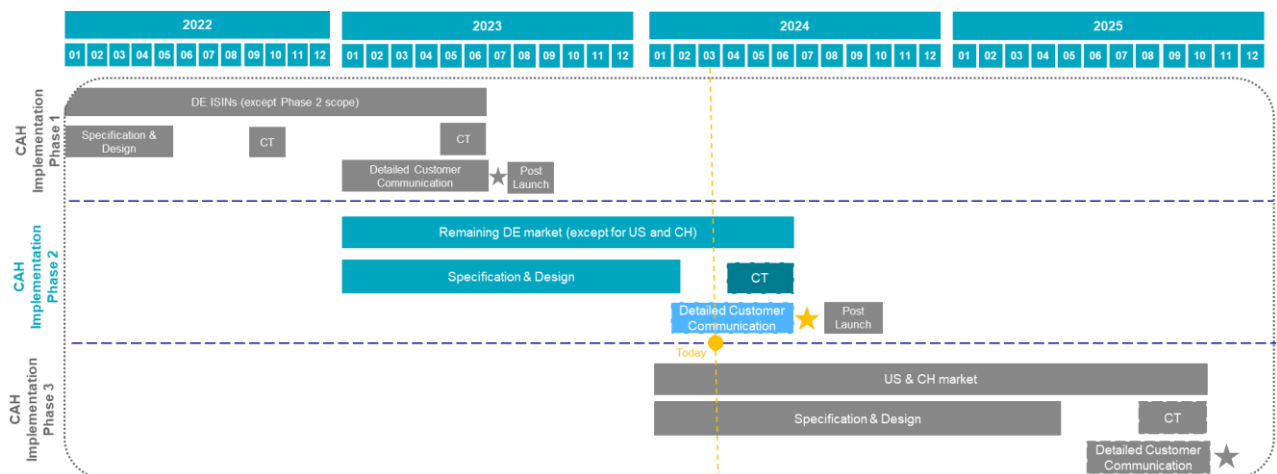 2022
2023
2024
2025
01 02 03 04 05 06 07 08 09 10 11 12
01 02 03 04 05 06 07 08 09 10 11 12
01 02 03 04 05 06 07 08 09 10 11 12
01 02 03 04 05 06 07 08 09 10 11 12
CAH
Implementation
Phase 1
DE ISINs (except Phase 2 scope)
Specification &
Design
CT
CT
Detailed Customer
Communication
Post
Launch
CAH
Implementation
Phase 2
Remaining DE market (except for US and CH)
Specification & Design
CT
Detailed Customer
Communication
Post
Launch
Today
CAH
Implementation
Phase 3
US & CH market
Specification & Design
CT
Detailed Customer
Communication